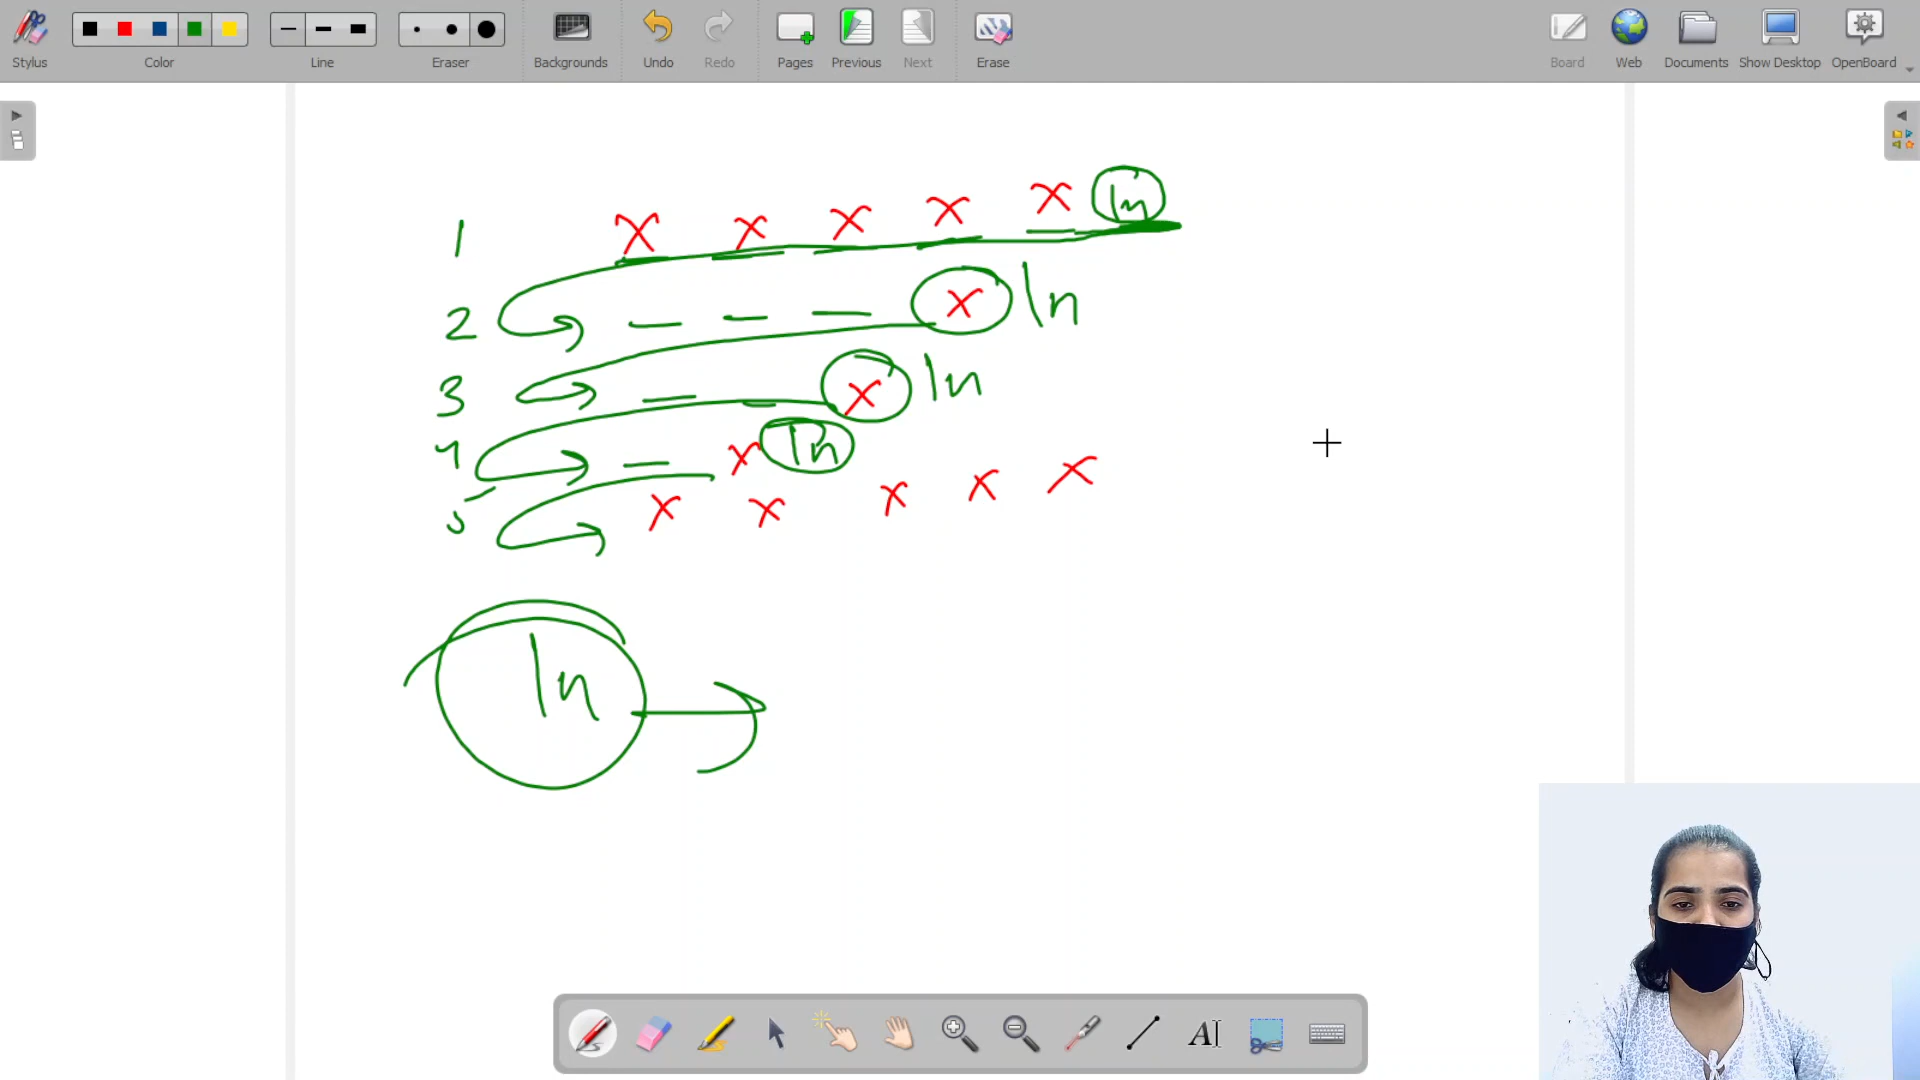 Stylus Color Line Eraser Backgrounds Undo Redo Pages Previous Next Erase Board Web Documents Show Desktop OpenBoard
1 x x x x x ln
2 — — — x ln
3 — — x ln
4 — x ln
5 x x x x x
ln